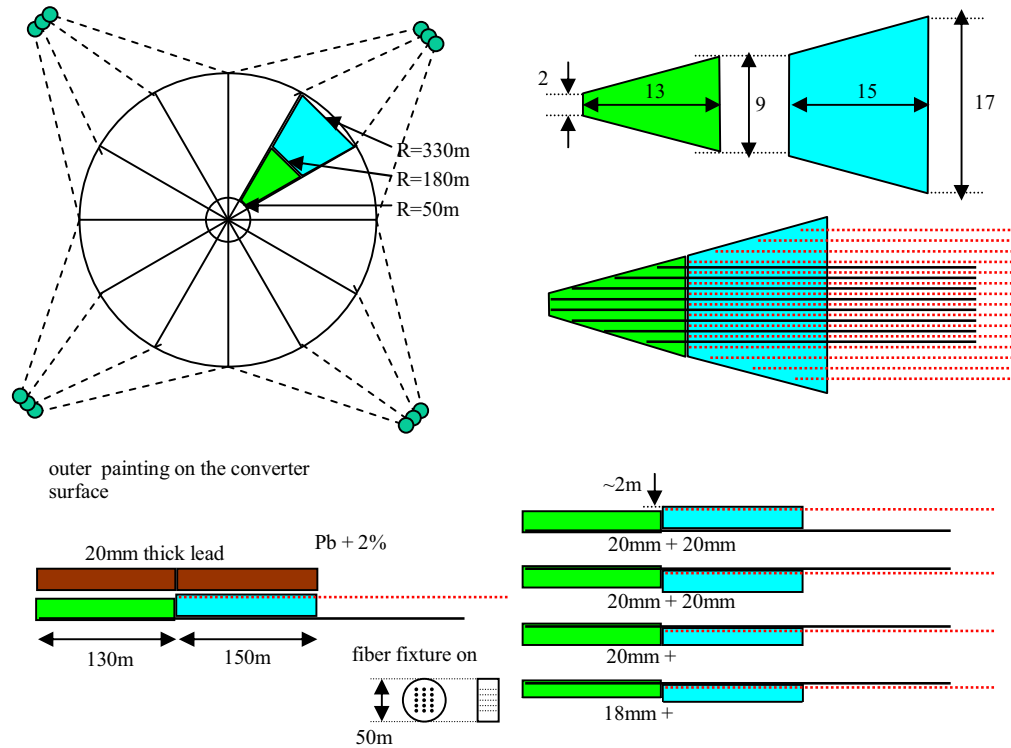 R=330m
R=180m
R=50m
2
13
9
15
17
outer painting on the converter
surface
20mm thick lead
Pb + 2%
130m
150m
fiber fixture on
50m
~2m
20mm + 20mm
20mm + 20mm
20mm +
18mm +